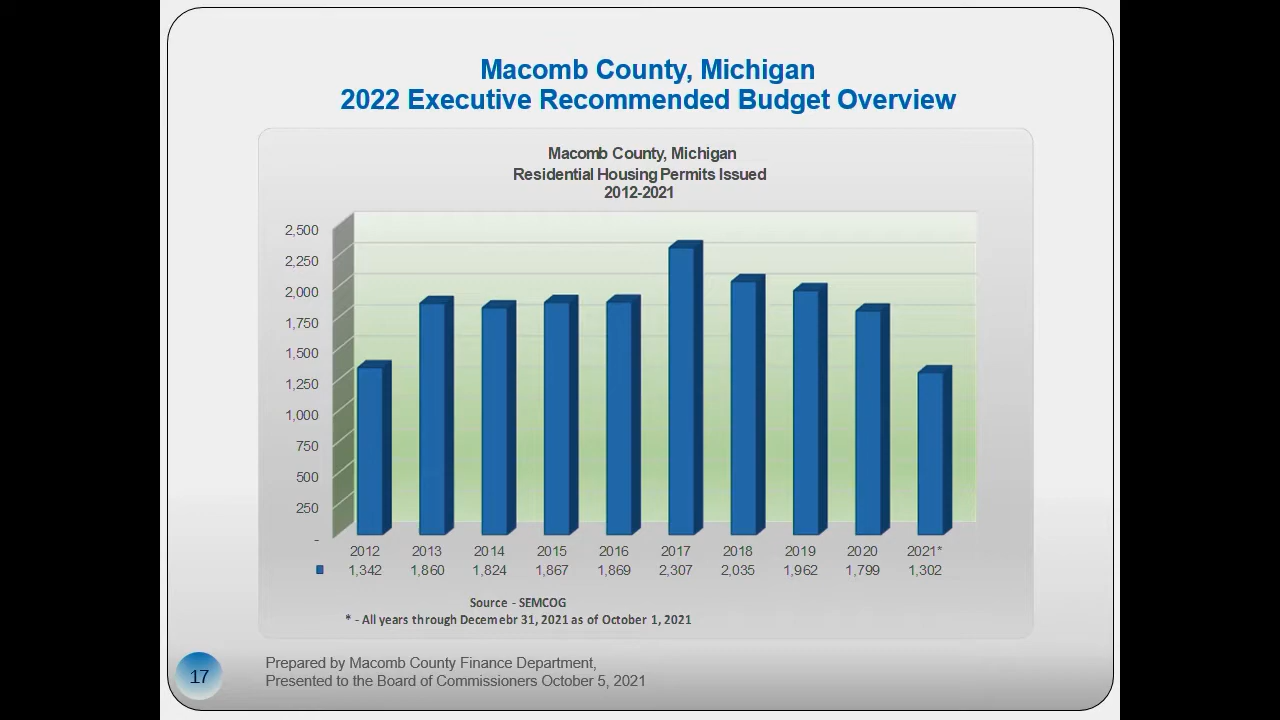 Macomb County, Michigan
2022 Executive Recommended Budget Overview
Macomb County, Michigan
Residential Housing Permits Issued
2012-2021
2,500
2,250
2,000
1,750
1,500
1,250
1,000
750
500
250
-
2012 2013 2014 2015 2016 2017 2018 2019 2020 2021*
1,342 1,860 1,824 1,867 1,869 2,307 2,035 1,962 1,799 1,302
Source - SEMCOG
* - All years through Decemebr 31, 2021 as of October 1, 2021
17
Prepared by Macomb County Finance Department,
Presented to the Board of Commissioners October 5, 2021